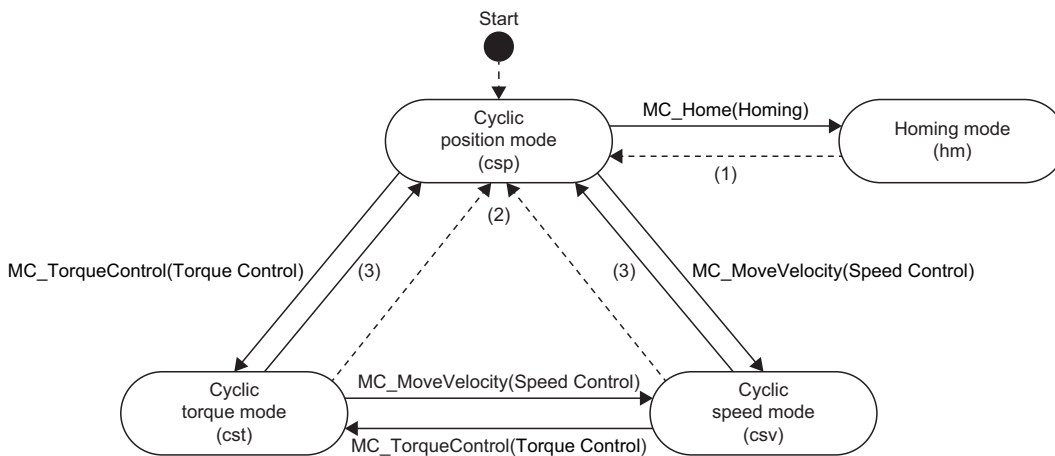 Start
Cyclic
position mode
(csp)
MC_Home(Homing)
Homing mode
(hm)
(1)
(2)
MC_TorqueControl(Torque Control)
(3)
(3)
MC_MoveVelocity(Speed Control)
Cyclic
torque mode
(cst)
MC_MoveVelocity(Speed Control)
MC_TorqueControl(Torque Control)
Cyclic
speed mode
(csv)